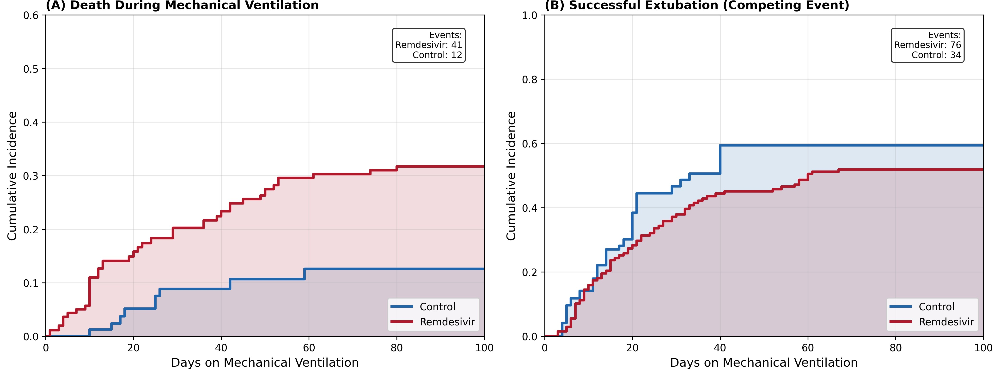 (A) Death During Mechanical Ventilation
0.6
0.5
0.4
0.3
0.2
0.1
0.0
Cumulative Incidence
Events:
Remdesivir: 41
Control: 12
Control
Remdesivir
0 20 40 60 80 100
Days on Mechanical Ventilation
(B) Successful Extubation (Competing Event)
1.0
0.8
0.6
0.4
0.2
0.0
Cumulative Incidence
Events:
Remdesivir: 76
Control: 34
Control
Remdesivir
0 20 40 60 80 100
Days on Mechanical Ventilation